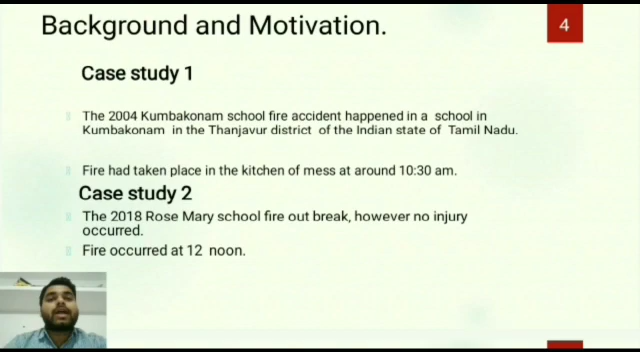 Background and Motivation.
4
Case study 1
The 2004 Kumbakonam school fire accident happened in a school in
Kumbakonam in the Thanjavur district of the Indian state of Tamil Nadu.
Fire had taken place in the kitchen of mess at around 10:30 am.
Case study 2
The 2018 Rose Mary school fire out break, however no injury
occurred.
Fire occurred at 12 noon.